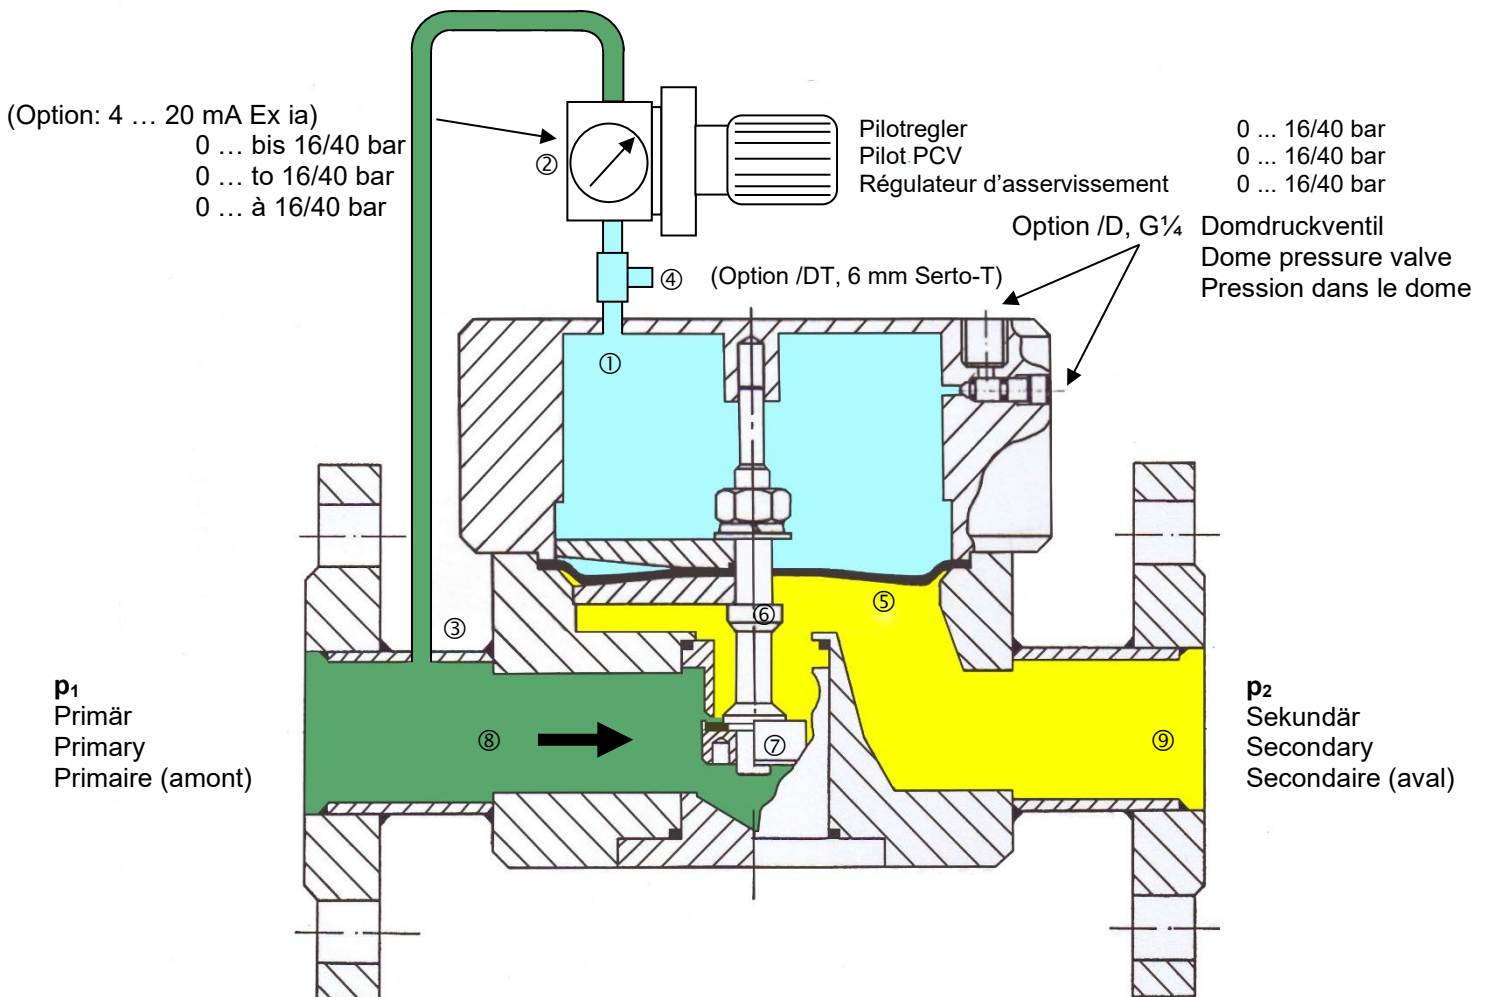 (Option: 4 … 20 mA Ex ia)
0 … bis 16/40 bar
0 … to 16/40 bar
0 … à 16/40 bar
②
Pilotregler 0 ... 16/40 bar
Pilot PCV 0 ... 16/40 bar
Régulateur d’asservissement 0 ... 16/40 bar
Option /D, G¼ Domdruckventil
Dome pressure valve
Pression dans le dome
④ (Option /DT, 6 mm Serto-T)
①
⑤
⑥
③
p₁
Primär
Primary
Primaire (amont)
⑧
⑦
⑨
p₂
Sekundär
Secondary
Secondaire (aval)